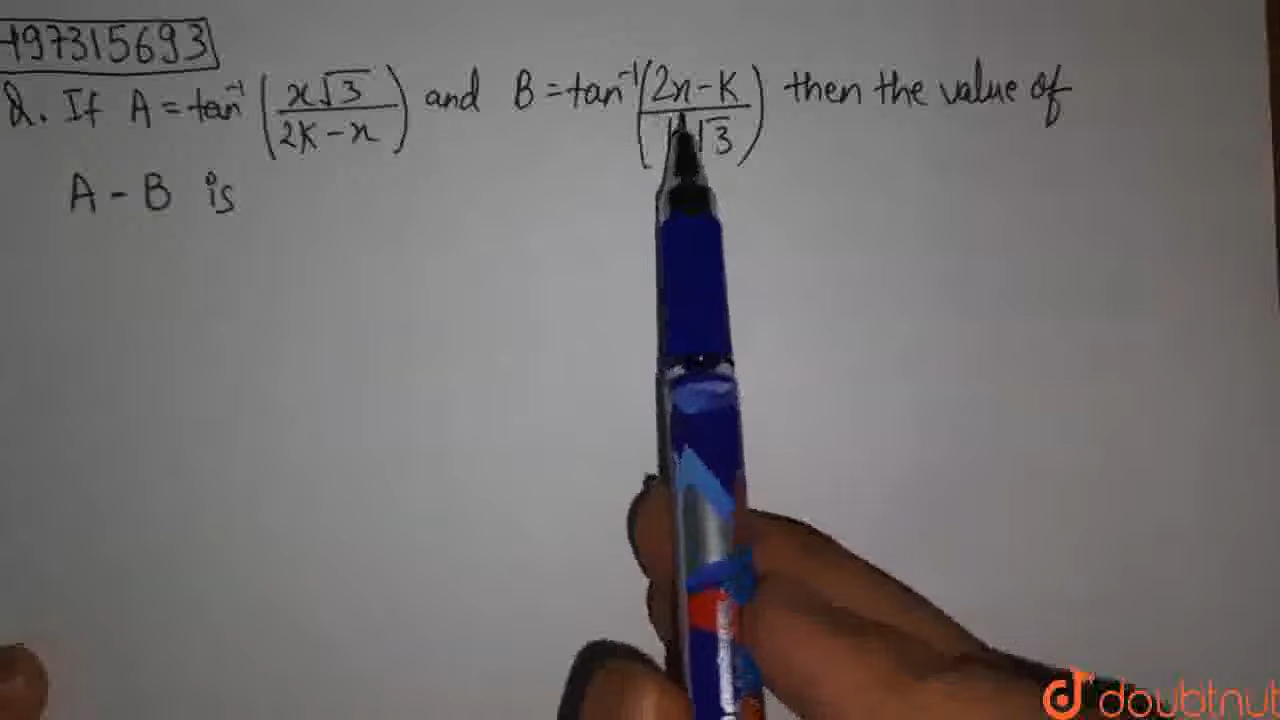 497315693
Q. If A = tan⁻¹ (x√3 / 2K - x) and B = tan⁻¹ (2x - K / K√3) then the value of
A - B is
doubtnut